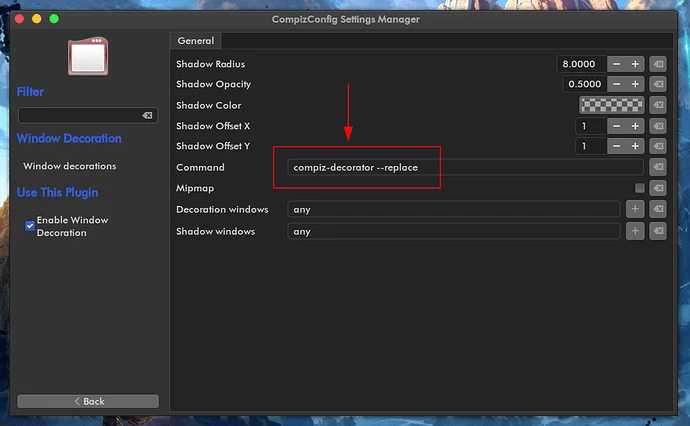 CompizConfig Settings Manager
Filter
Window Decoration
Window decorations
Use This Plugin
Enable Window
Decoration
Back
General
Shadow Radius 8.0000
Shadow Opacity 0.5000
Shadow Color
Shadow Offset X 1
Shadow Offset Y 1
Command compiz-decorator --replace
Mipmap
Decoration windows any
Shadow windows any